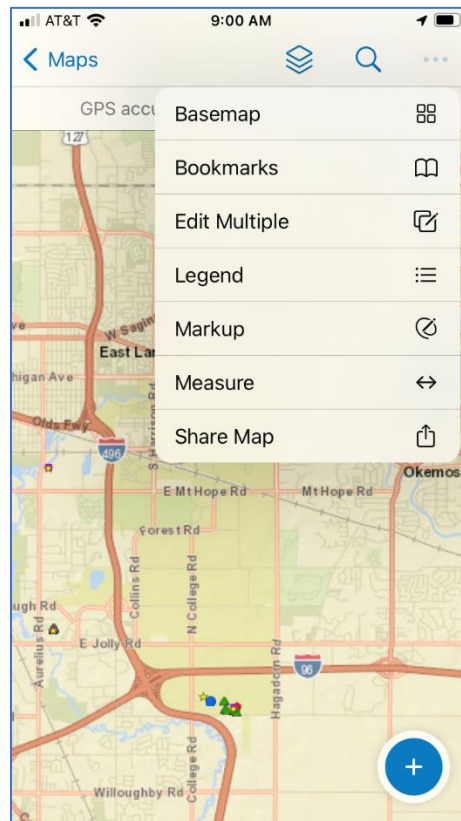 AT&T 9:00 AM
Maps
GPS accu
Basemap
Bookmarks
Edit Multiple
Legend
Markup
Measure
Share Map
127
W Sagin
East Lan
higan Ave
S Harrison Rd
Olds Fwy
496
Okemos
E Mt Hope Rd
Mt Hope Rd
Forest Rd
Collins Rd
N College Rd
ugh Rd
Aurelius Rd
E Jolly Rd
Hagadorn Rd
96
College Rd
Willoughby Rd
+